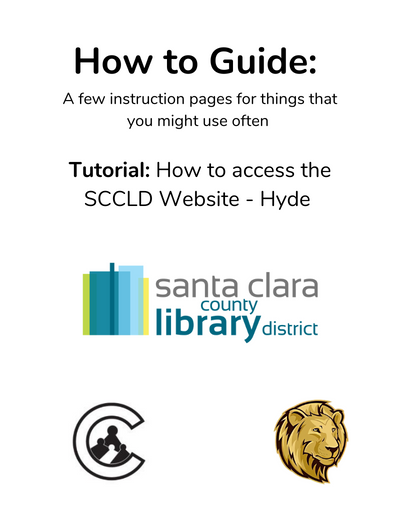 How to Guide:
A few instruction pages for things that
you might use often
Tutorial: How to access the
SCCLD Website - Hyde
santa clara
county
library district